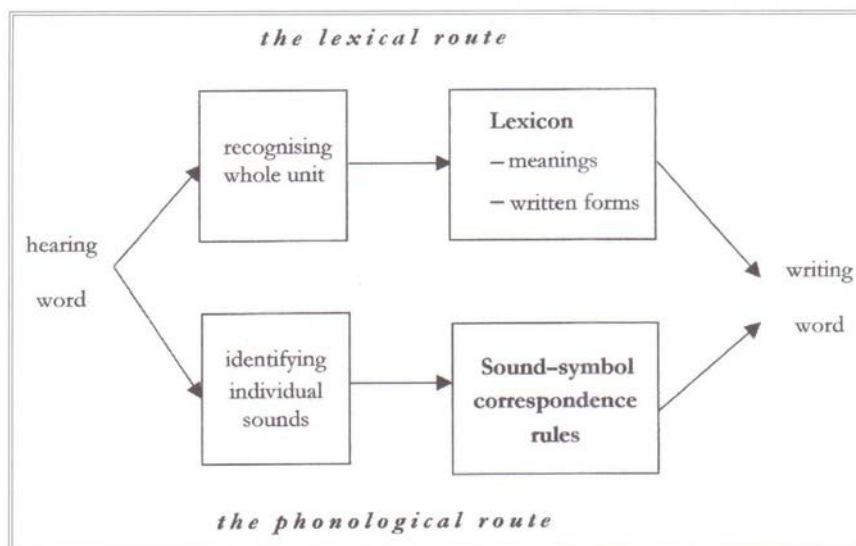 the lexical route
recognising
whole unit
Lexicon
– meanings
– written forms
hearing
word
writing
word
identifying
individual
sounds
Sound–symbol
correspondence
rules
the phonological route